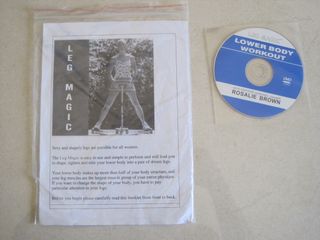 LEG MAGIC
Sexy and shapely legs are possible for all women.
The Leg Magic is easy to use and simple to perform and will lead you
to shape, tighten and tone your lower body into a pair of dream legs.
Your lower body makes up more than half of your body structure, and
your leg muscles are the largest muscle group of your entire physique.
If you want to change the shape of your body, you have to pay
particular attention to your legs.
Before you begin please carefully read this booklet from front to back.
LOWER BODY
WORKOUT
ROSALIE BROWN